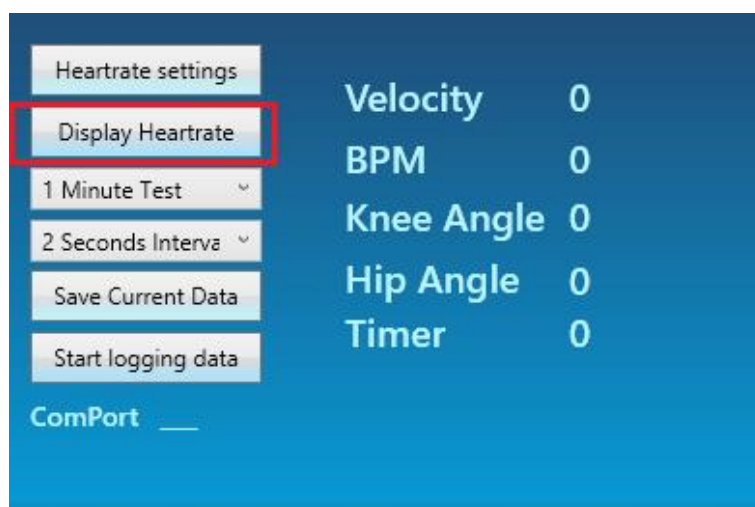 Heartrate settings
Display Heartrate
1 Minute Test
2 Seconds Interva
Save Current Data
Start logging data
ComPort ___
Velocity 0
BPM 0
Knee Angle 0
Hip Angle 0
Timer 0